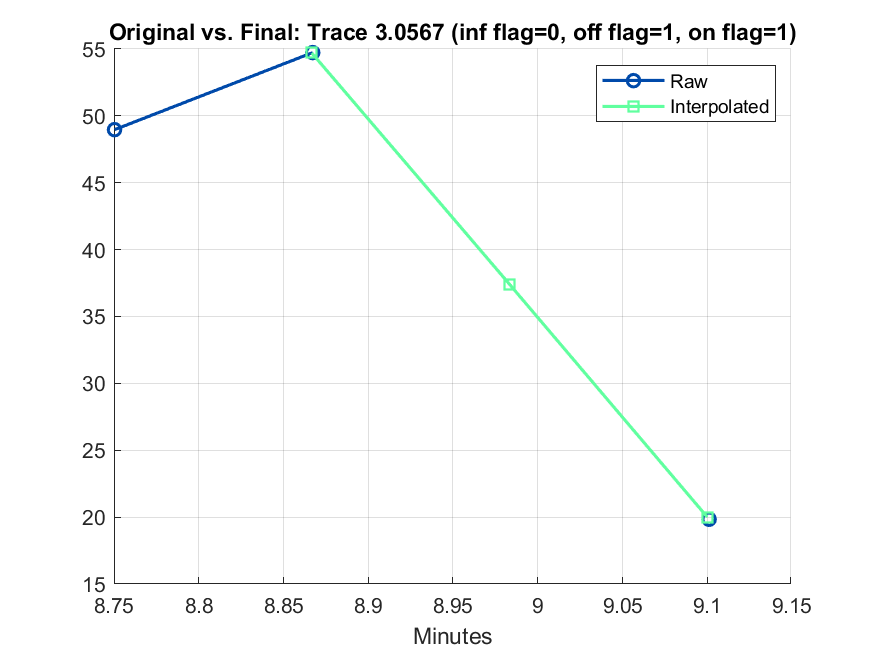 Original vs. Final: Trace 3.0567 (inf flag=0, off flag=1, on flag=1)
55
50
45
40
35
30
25
20
15
Raw
Interpolated
8.75 8.8 8.85 8.9 8.95 9 9.05 9.1 9.15
Minutes